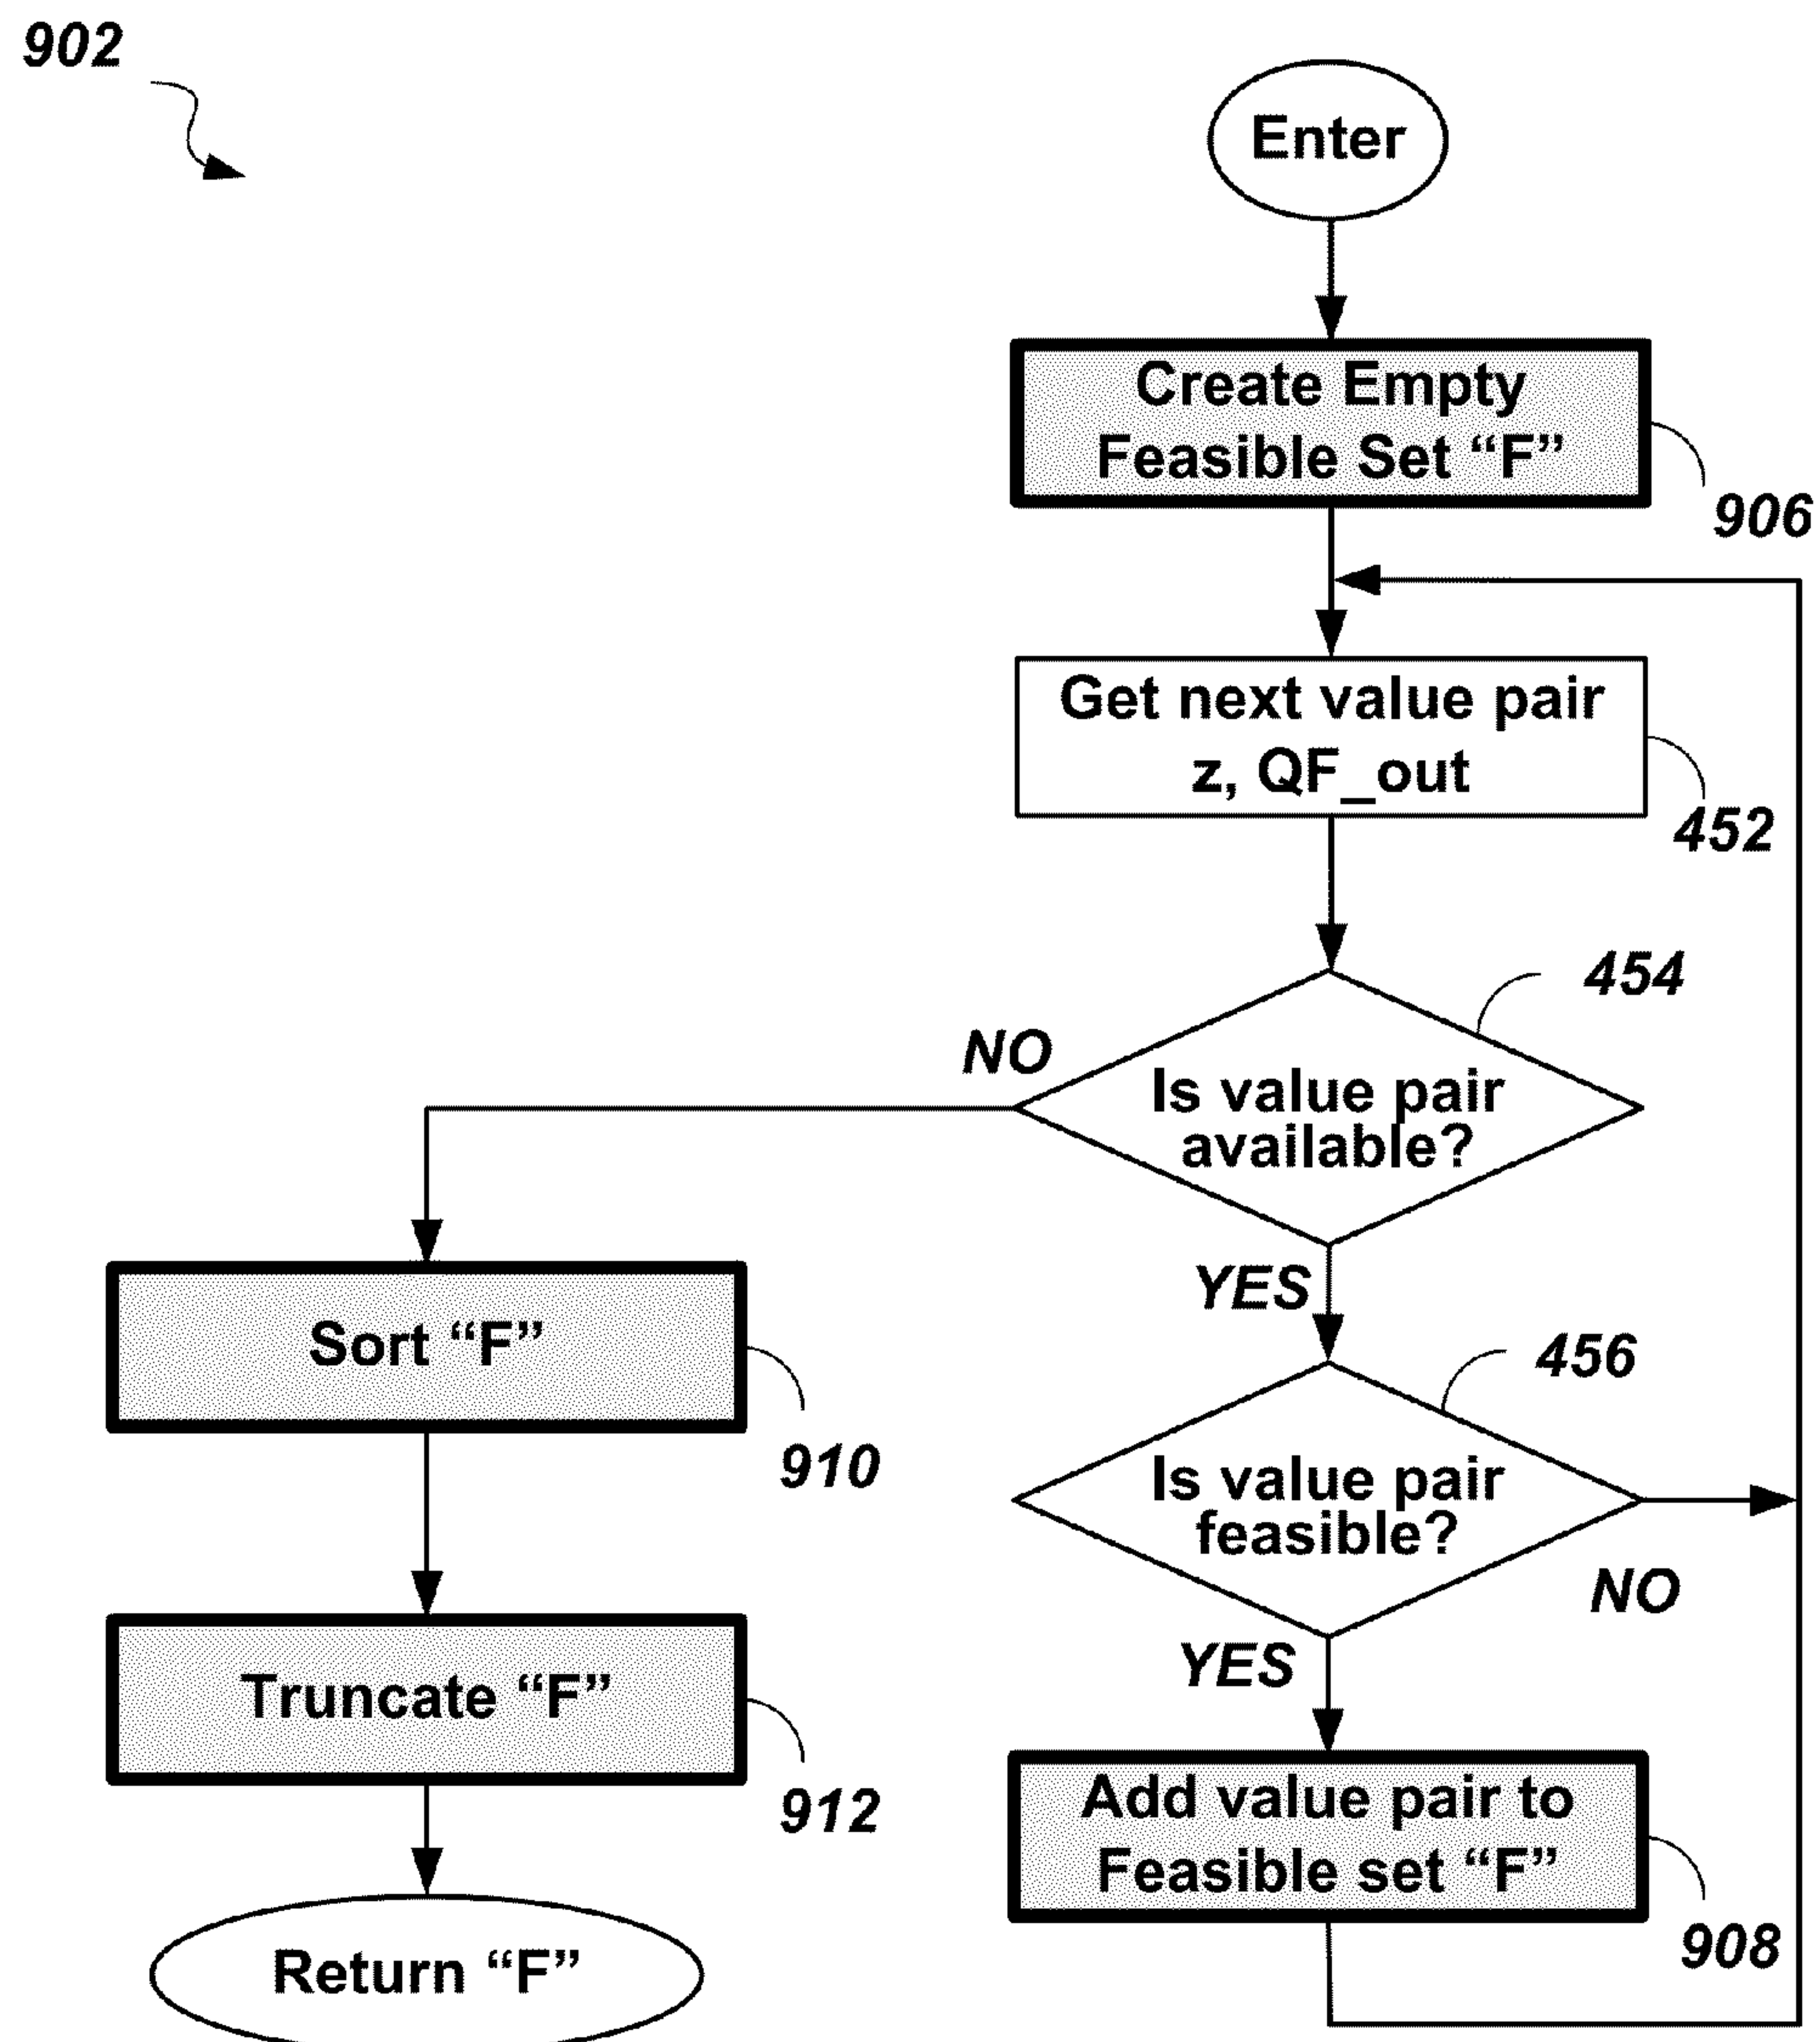 902
Enter
Create Empty
Feasible Set “F”
906
Get next value pair
z, QF_out
452
454
NO
Is value pair
available?
YES
456
Is value pair
feasible?
NO
YES
Add value pair to
Feasible set “F”
908
Sort “F”
910
Truncate “F”
912
Return “F”